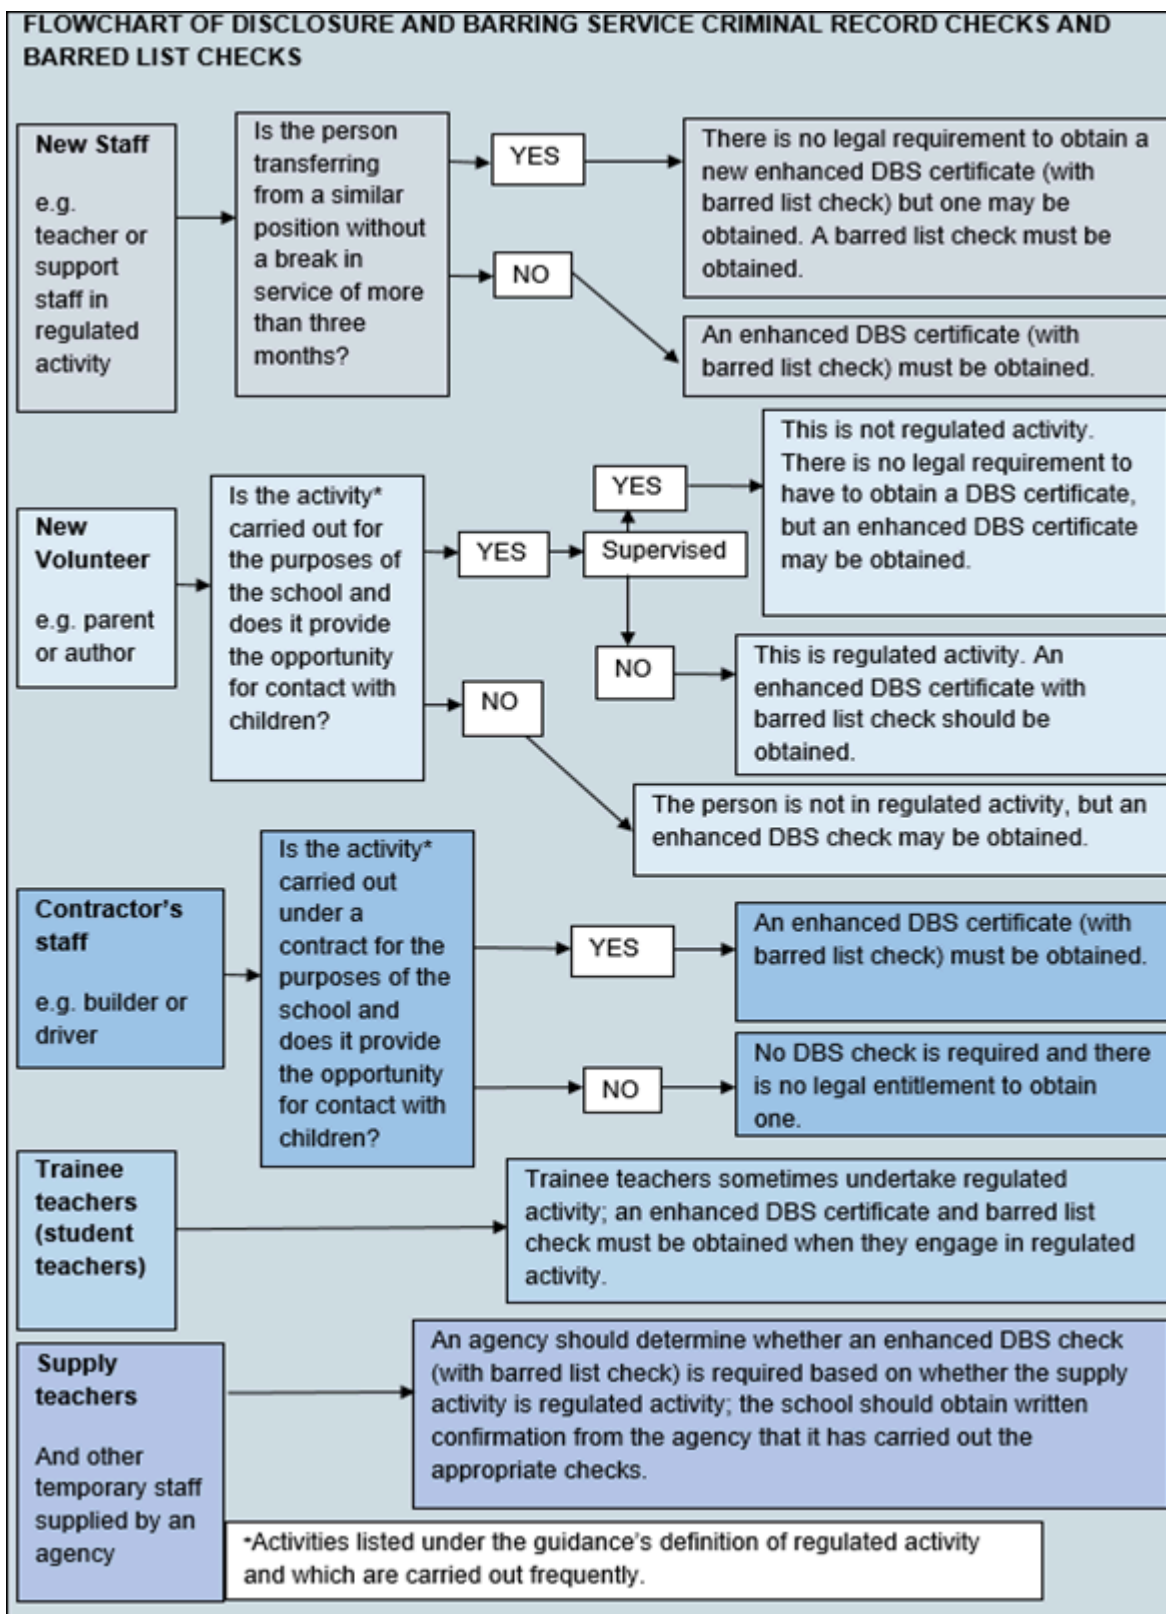 FLOWCHART OF DISCLOSURE AND BARRING SERVICE CRIMINAL RECORD CHECKS AND
BARRED LIST CHECKS
New Staff
e.g.
teacher or
support
staff in
regulated
activity
Is the person
transferring
from a similar
position without
a break in
service of more
than three
months?
YES
There is no legal requirement to obtain a
new enhanced DBS certificate (with
barred list check) but one may be
obtained. A barred list check must be
obtained.
NO
An enhanced DBS certificate (with
barred list check) must be obtained.
New
Volunteer
e.g. parent
or author
Is the activity*
carried out for
the purposes of
the school and
does it provide
the opportunity
for contact with
children?
YES
Supervised
YES
This is not regulated activity.
There is no legal requirement to
have to obtain a DBS certificate,
but an enhanced DBS certificate
may be obtained.
NO
This is regulated activity. An
enhanced DBS certificate with
barred list check should be
obtained.
NO
The person is not in regulated activity, but an
enhanced DBS check may be obtained.
Contractor's
staff
e.g. builder or
driver
Is the activity*
carried out
under a
contract for the
purposes of the
school and
does it provide
the opportunity
for contact with
children?
YES
An enhanced DBS certificate (with
barred list check) must be obtained.
NO
No DBS check is required and there
is no legal entitlement to obtain
one.
Trainee
teachers
(student
teachers)
Trainee teachers sometimes undertake regulated
activity; an enhanced DBS certificate and barred list
check must be obtained when they engage in regulated
activity.
Supply
teachers
And other
temporary staff
supplied by an
agency
An agency should determine whether an enhanced DBS check
(with barred list check) is required based on whether the supply
activity is regulated activity; the school should obtain written
confirmation from the agency that it has carried out the
appropriate checks.
*Activities listed under the guidance's definition of regulated activity
and which are carried out frequently.